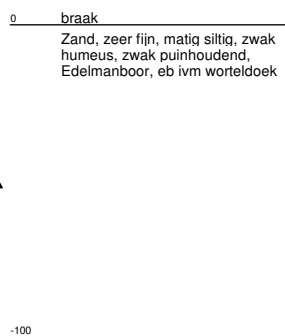 0 braak
Zand, zeer fijn, matig siltig, zwak
humeus, zwak puinhoudend,
Edelmanboor, eb ivm worteldoek
-100